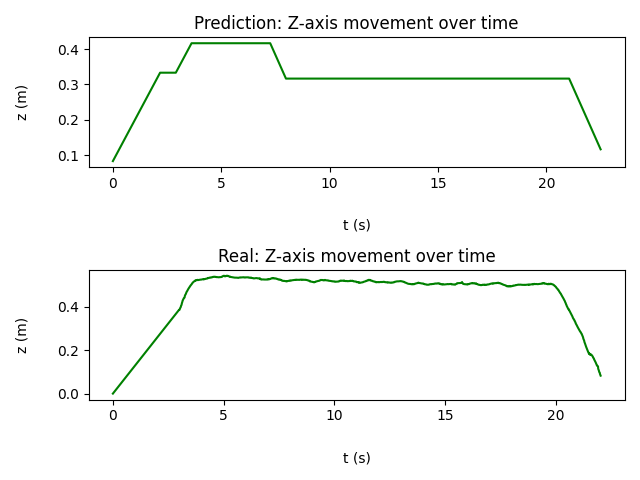 Prediction: Z-axis movement over time
z (m)
0.4
0.3
0.2
0.1
0 5 10 15 20
t (s)
Real: Z-axis movement over time
z (m)
0.4
0.2
0.0
0 5 10 15 20
t (s)